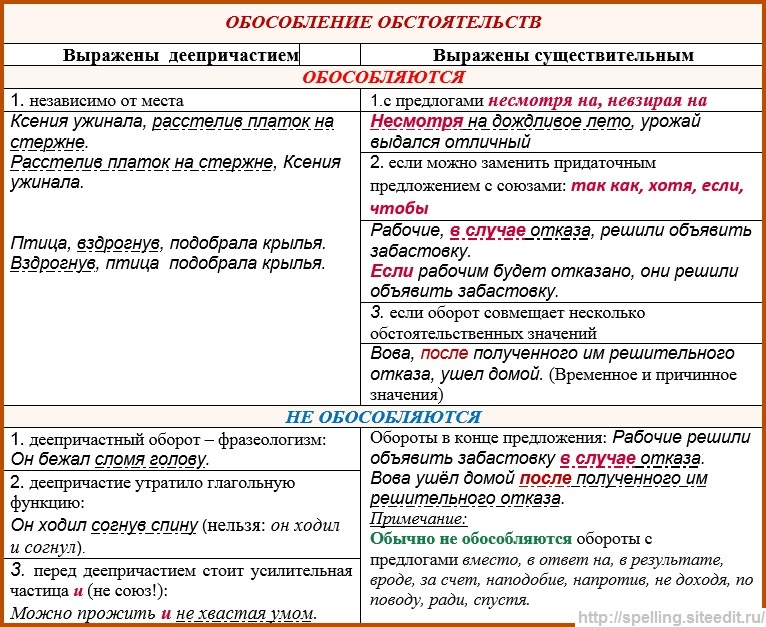 ОБОСОБЛЕНИЕ ОБСТОЯТЕЛЬСТВ
Выражены деепричастием
Выражены существительным
ОБОСОБЛЯЮТСЯ
1. независимо от места
Ксения ужинала, расстелив платок на
стержне.
Расстелив платок на стержне, Ксения
ужинала.
Птица, вздрогнув, подобрала крылья.
Вздрогнув, птица подобрала крылья.
1.с предлогами несмотря на, невзирая на
Несмотря на дождливое лето, урожай
выдался отличный
2. если можно заменить придаточным
предложением с союзами: так как, хотя, если,
чтобы
Рабочие, в случае отказа, решили объявить
забастовку.
Если рабочим будет отказано, они решили
объявить забастовку.
3. если оборот совмещает несколько
обстоятельственных значений
Вова, после полученного им решительного
отказа, ушел домой. (Временное и причинное
значения)
НЕ ОБОСОБЛЯЮТСЯ
1. деепричастный оборот – фразеологизм:
Он бежал сломя голову.
2. деепричастие утратило глагольную
функцию:
Он ходил согнув спину (нельзя: он ходил
и согнул).
3. перед деепричастием стоит усилительная
частица и (не союз!):
Можно прожить и не хвастая умом.
Обороты в конце предложения: Рабочие решили
объявить забастовку в случае отказа.
Вова ушёл домой после полученного им
решительного отказа.
Примечание:
Обычно не обособляются обороты с
предлогами вместо, в ответ на, в результате,
вроде, за счет, наподобие, напротив, не доходя, по
поводу, ради, спустя.
http://spelling.siteedit.ru/